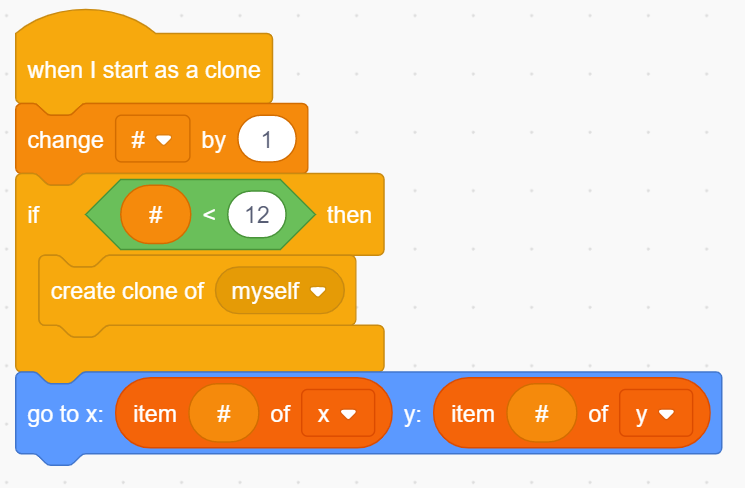 when I start as a clone
change # by 1
if # < 12 then
create clone of myself
go to x: item # of x y: item # of y